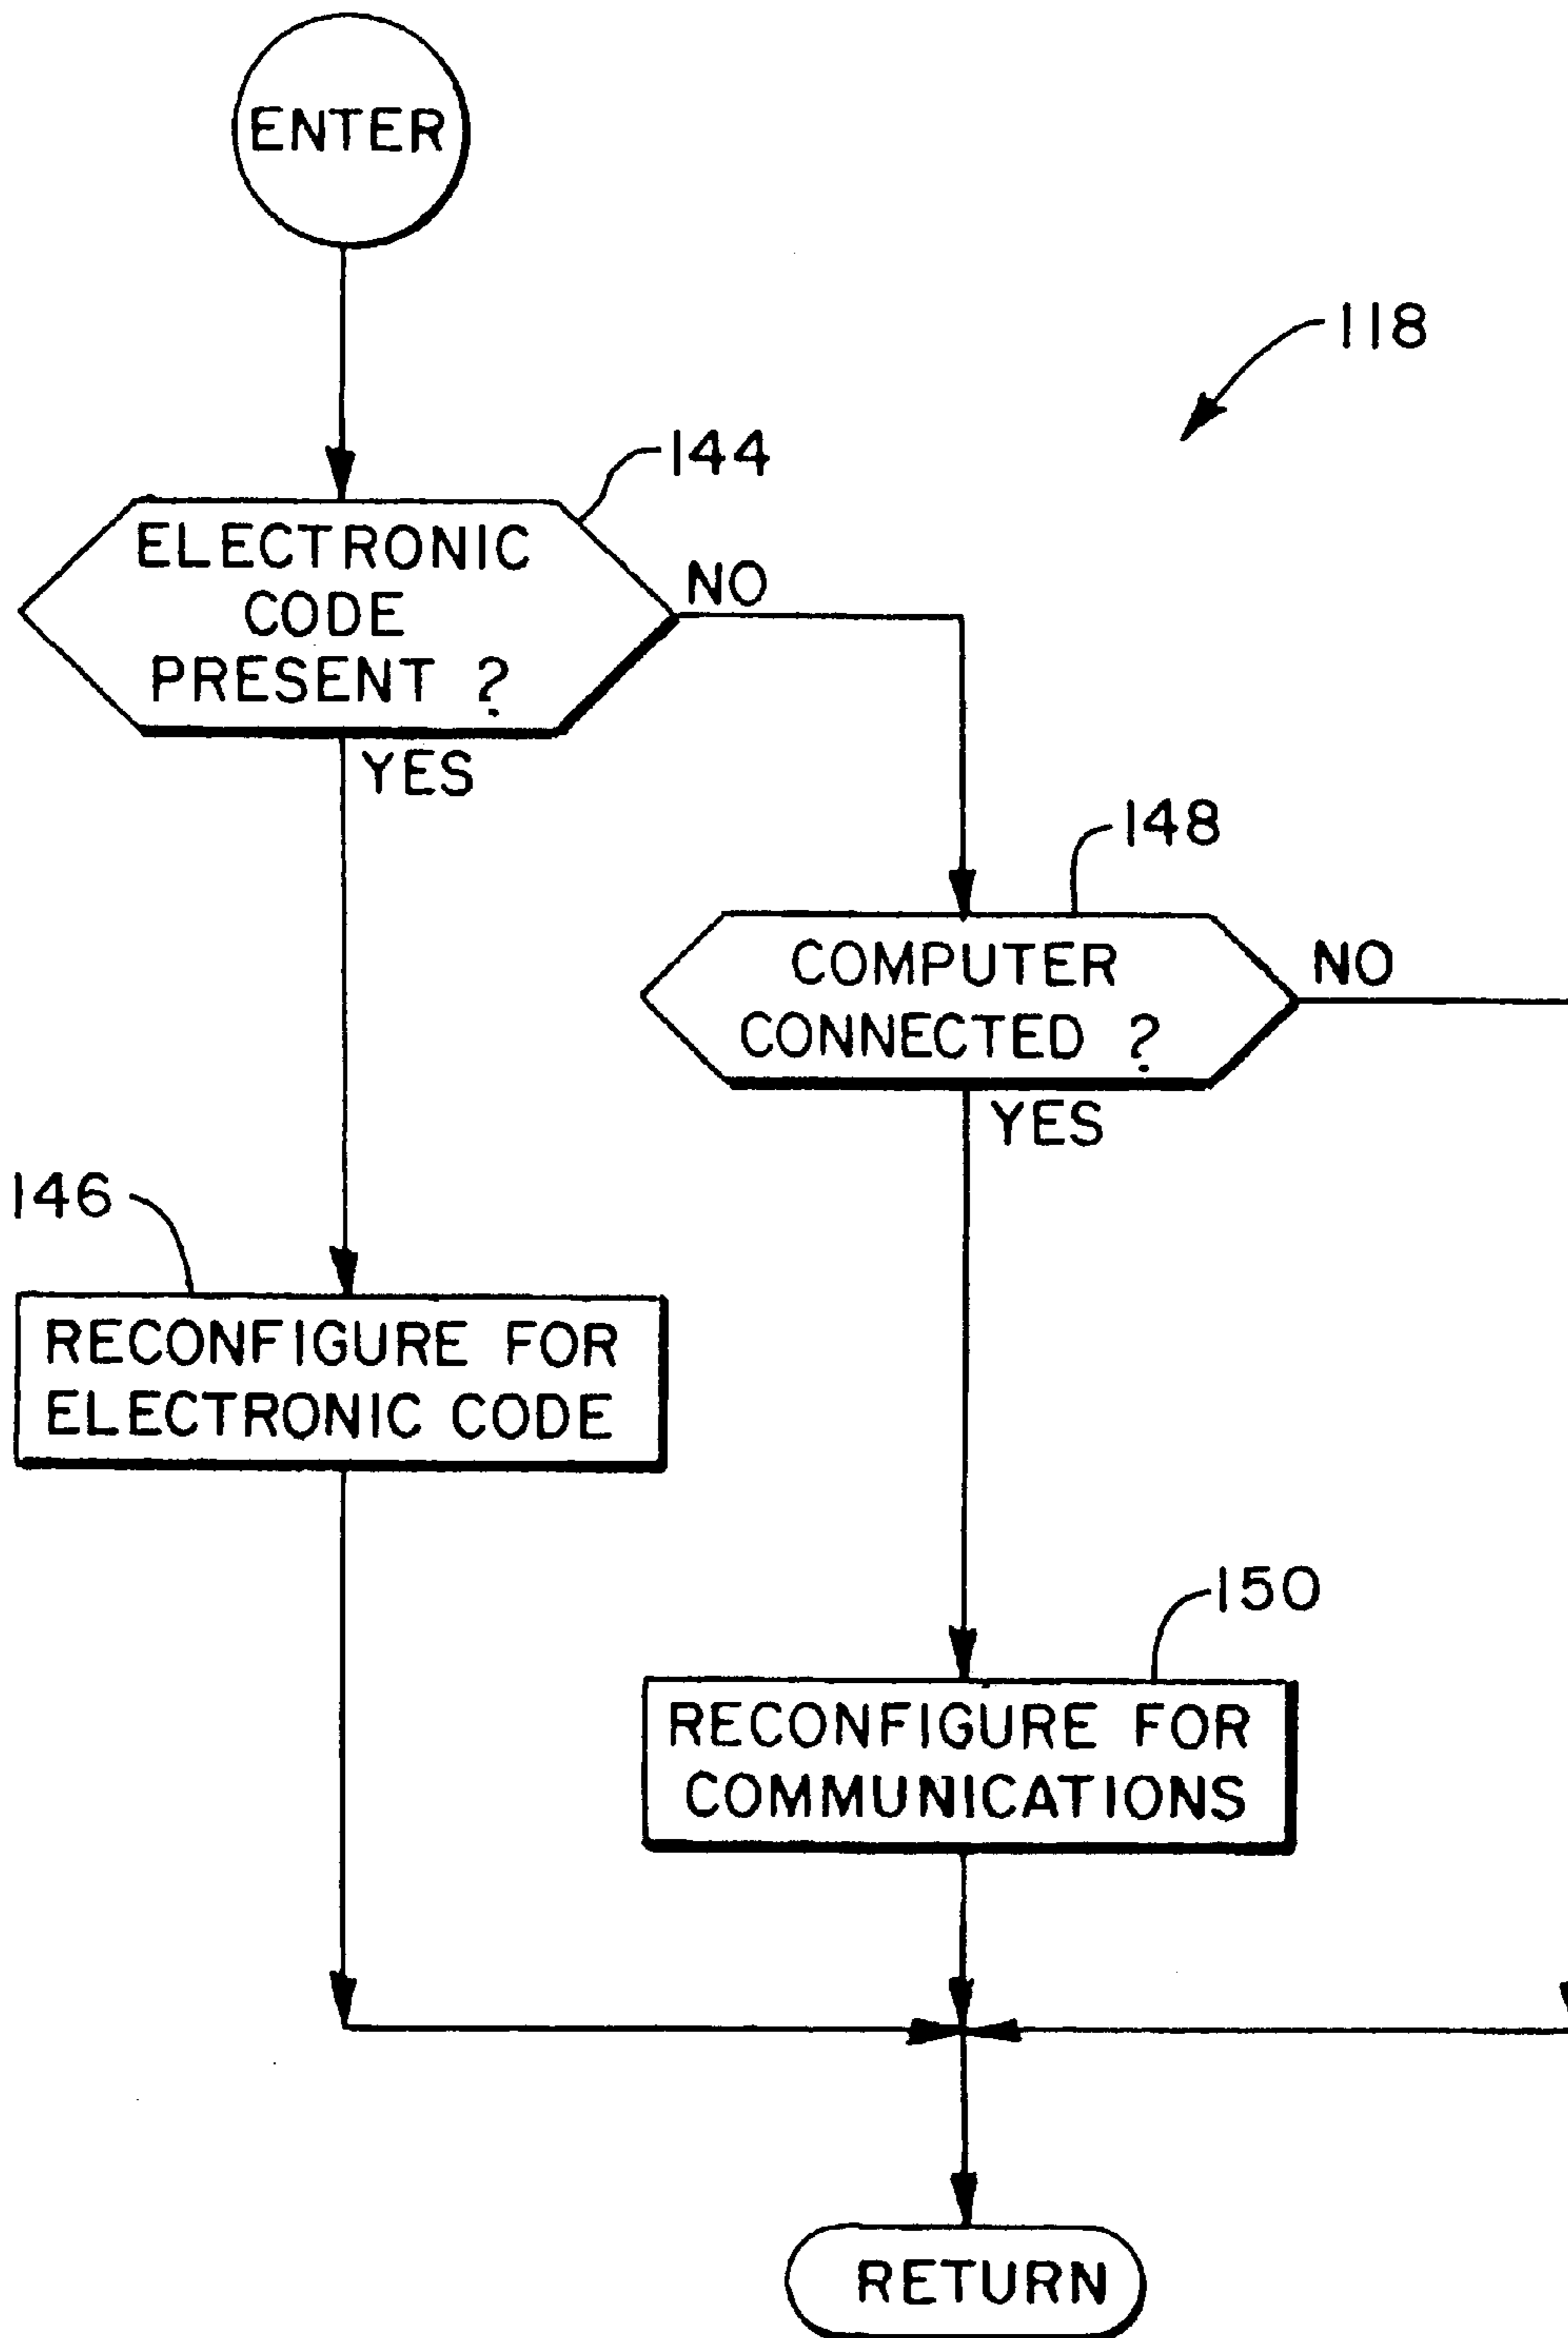 ENTER
118
144
ELECTRONIC
CODE
PRESENT ?
NO
YES
148
COMPUTER
CONNECTED ?
NO
YES
146
RECONFIGURE FOR
ELECTRONIC CODE
150
RECONFIGURE FOR
COMMUNICATIONS
RETURN